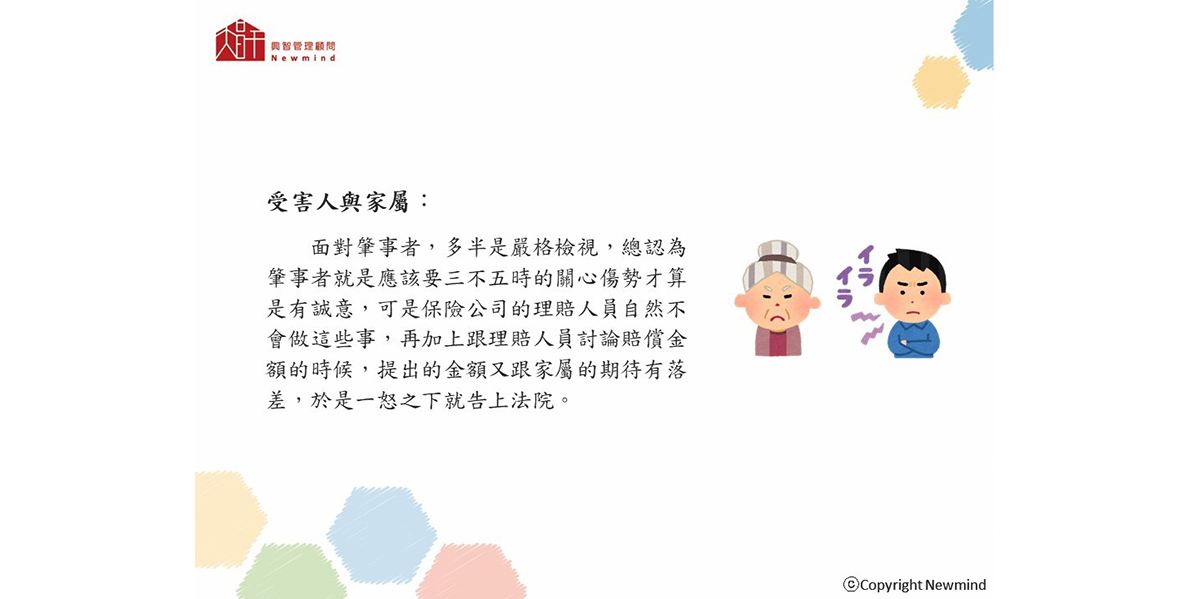 興智管理顧問
Newmind
受害人與家屬：
面對肇事者，多半是嚴格檢視，總認為
肇事者就是應該要三不五時的關心傷勢才算
是有誠意，可是保險公司的理賠人員自然不
會做這些事，再加上跟理賠人員討論賠償金
額的時候，提出的金額又跟家屬的期待有落
差，於是一怒之下就告上法院。
イラ
イラ
ⓒCopyright Newmind